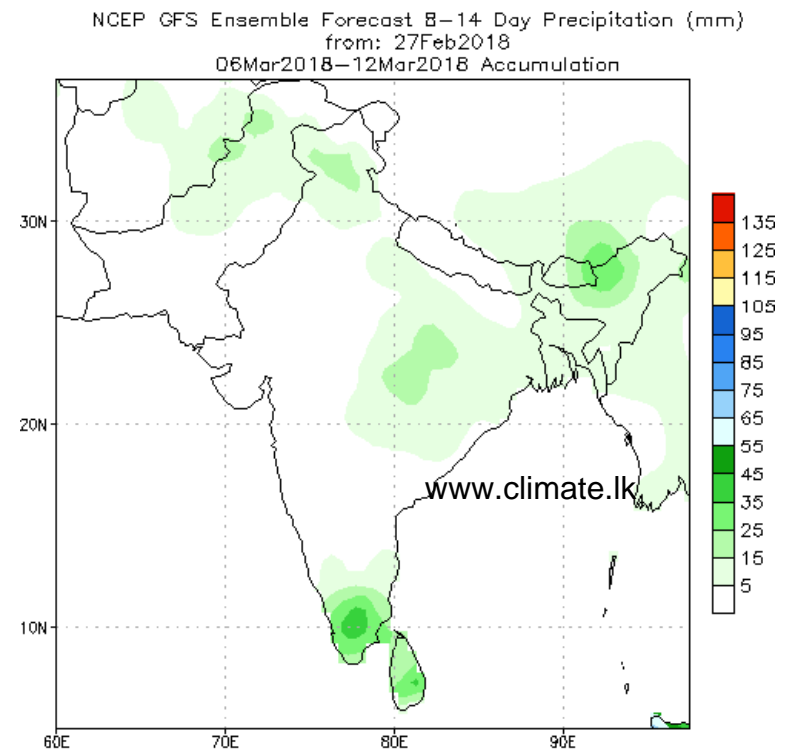 NCEP GFS Ensemble Forecast 8-14 Day Precipitation (mm)
from: 27Feb2018
06Mar2018-12Mar2018 Accumulation
30N
20N
10N
60E
70E
80E
90E
www.climate.lk
135
125
115
105
95
85
75
65
55
45
35
25
15
5